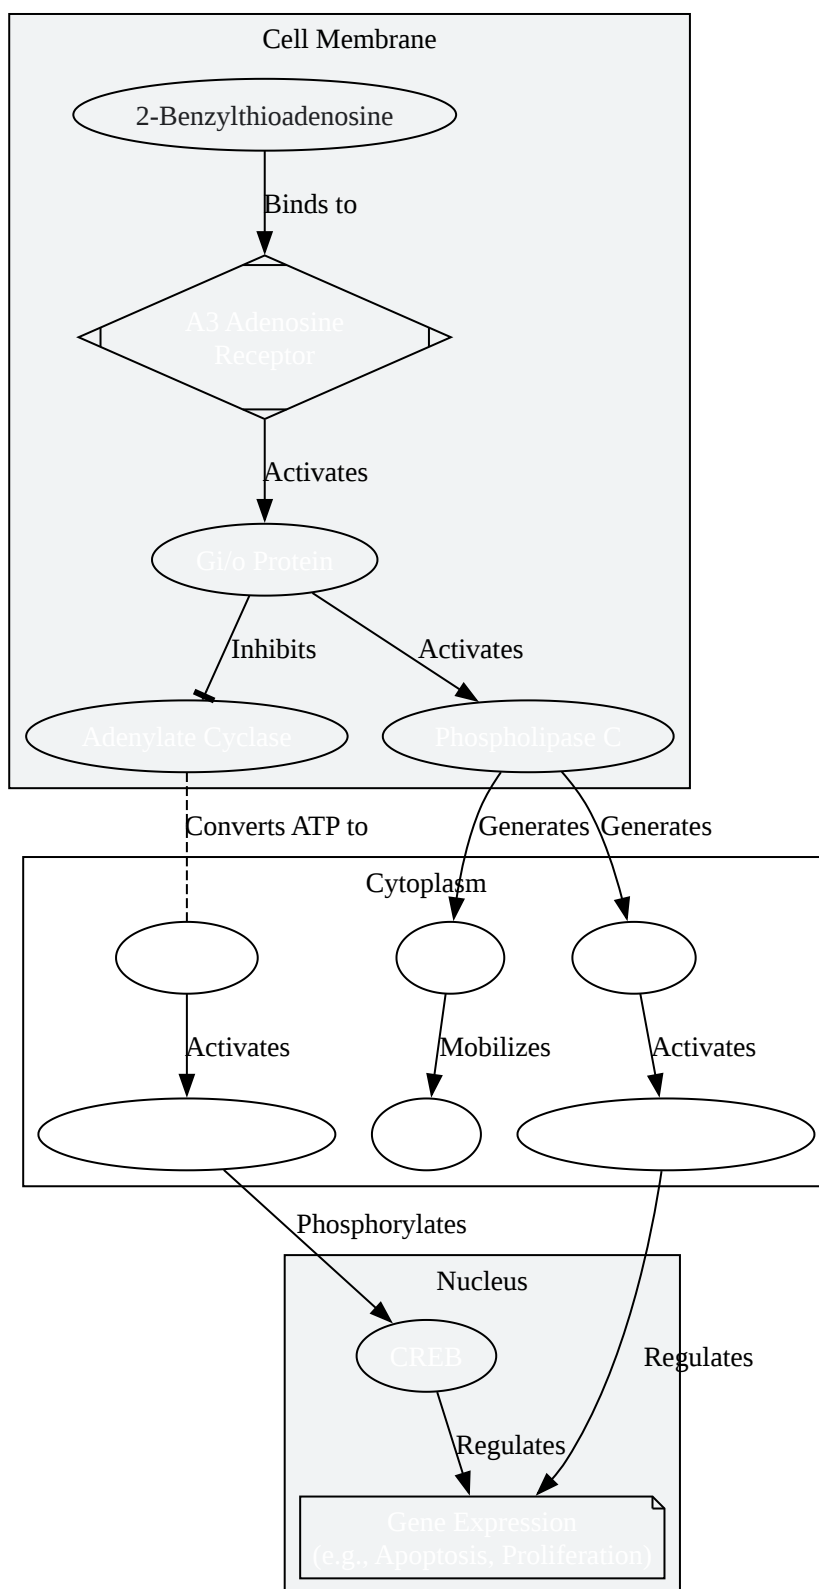 Cell Membrane
2-Benzylthioadenosine
Binds to
A3 Adenosine
Receptor
Activates
Gi/o Protein
Inhibits
Activates
Adenylate Cyclase
Phospholipase C
Converts ATP to
Generates
Generates
Cytoplasm
Activates
Mobilizes
Activates
Phosphorylates
Nucleus
CREB
Regulates
Regulates
Gene Expression
(e.g., Apoptosis, Proliferation)